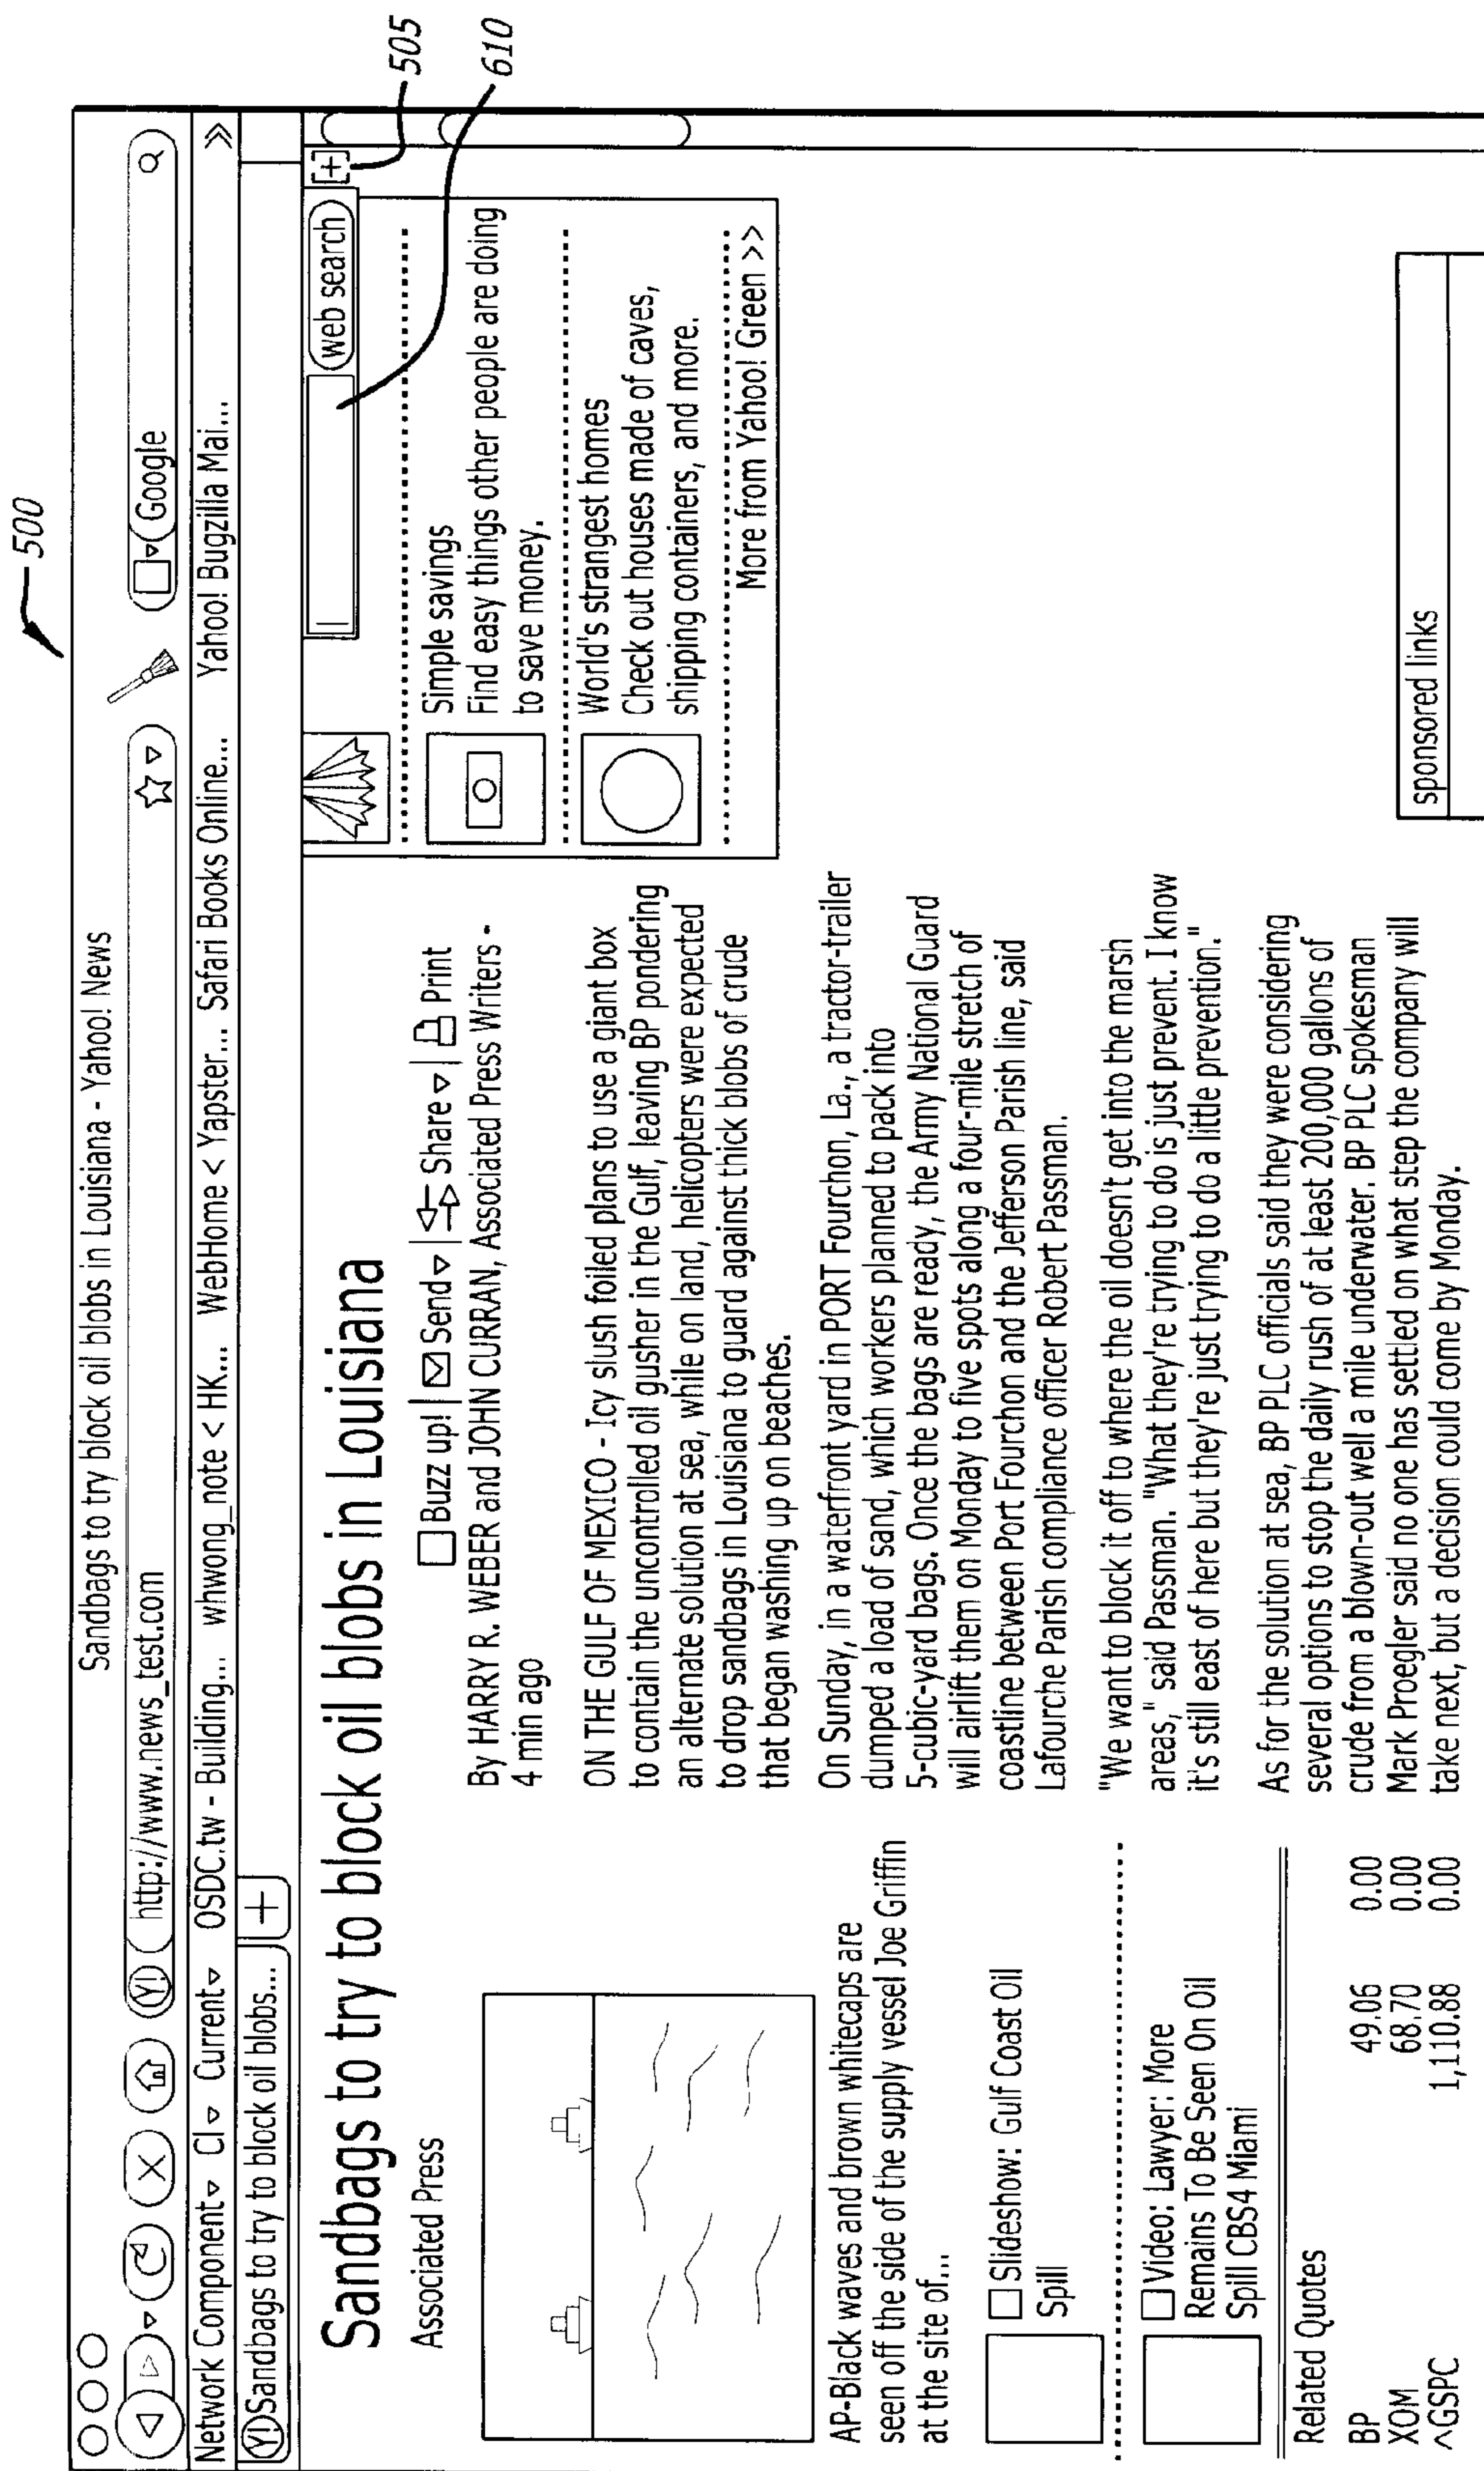 500
Sandbags to try block oil blobs in Louisiana - Yahoo! News
Y! http://www.news_test.com
Google
Network Component CI Current OSDC.tw - Building... whwong_note < HK... WebHome < Yapster... Safari Books Online... Yahoo! Bugzilla Mai... >>
Y! Sandbags to try to block oil blobs... +
Sandbags to try to block oil blobs in Louisiana
web search
[+]
505
610
Associated Press
AP-Black waves and brown whitecaps are
seen off the side of the supply vessel Joe Griffin
at the site of...
Slideshow: Gulf Coast Oil
Spill
Video: Lawyer: More
Remains To Be Seen On Oil
Spill CBS4 Miami
Related Quotes
BP 49.06 0.00
XOM 68.70 0.00
^GSPC 1,110.88 0.00
Buzz up! | Send | Share | Print
By HARRY R. WEBER and JOHN CURRAN, Associated Press Writers -
4 min ago
ON THE GULF OF MEXICO - Icy slush foiled plans to use a giant box
to contain the uncontrolled oil gusher in the Gulf, leaving BP pondering
an alternate solution at sea, while on land, helicopters were expected
to drop sandbags in Louisiana to guard against thick blobs of crude
that began washing up on beaches.
On Sunday, in a waterfront yard in PORT Fourchon, La., a tractor-trailer
dumped a load of sand, which workers planned to pack into
5-cubic-yard bags. Once the bags are ready, the Army National Guard
will airlift them on Monday to five spots along a four-mile stretch of
coastline between Port Fourchon and the Jefferson Parish line, said
Lafourche Parish compliance officer Robert Passman.
"We want to block it off to where the oil doesn't get into the marsh
areas," said Passman. "What they're trying to do is just prevent. I know
it's still east of here but they're just trying to do a little prevention."
As for the solution at sea, BP PLC officials said they were considering
several options to stop the daily rush of at least 200,000 gallons of
crude from a blown-out well a mile underwater. BP PLC spokesman
Mark Proegler said no one has settled on what step the company will
take next, but a decision could come by Monday.
Simple savings
Find easy things other people are doing
to save money.
World's strangest homes
Check out houses made of caves,
shipping containers, and more.
More from Yahoo! Green >>
sponsored links